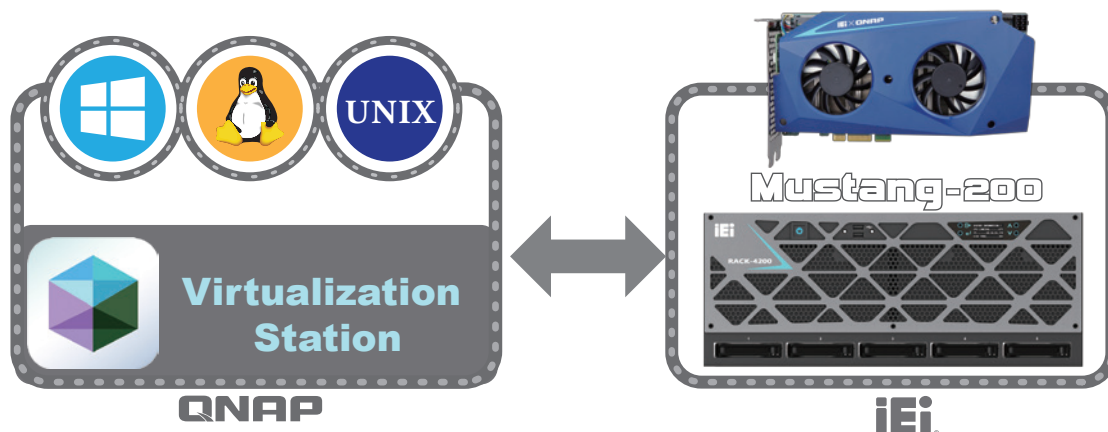 UNIX
Virtualization
Station
QNAP
iEi x QNAP
Mustang-200
iEi
RACK-4200
iEi